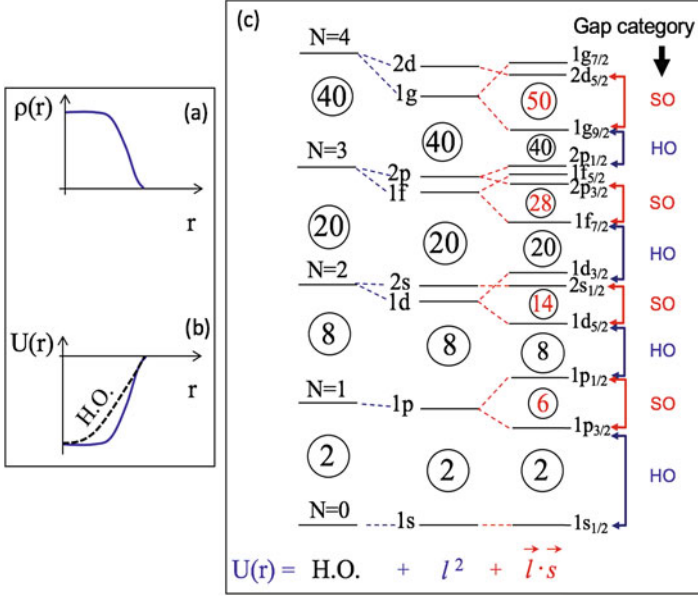 (a)
ρ(r)
r
(b)
U(r)
r
H.O.
(c)
Gap category
N=4
2d
1g
1g7/2
2d5/2
40
50
SO
1g9/2
40
40
HO
2p1/2
N=3
2p
1f
1f5/2
2p3/2
28
SO
1f7/2
20
20
20
HO
1d3/2
N=2
2s
1d
2s1/2
14
SO
1d5/2
8
8
8
HO
1p1/2
N=1
1p
6
SO
1p3/2
2
2
2
HO
N=0
1s
1s1/2
U(r) = H.O. + l² + l⃗·s⃗